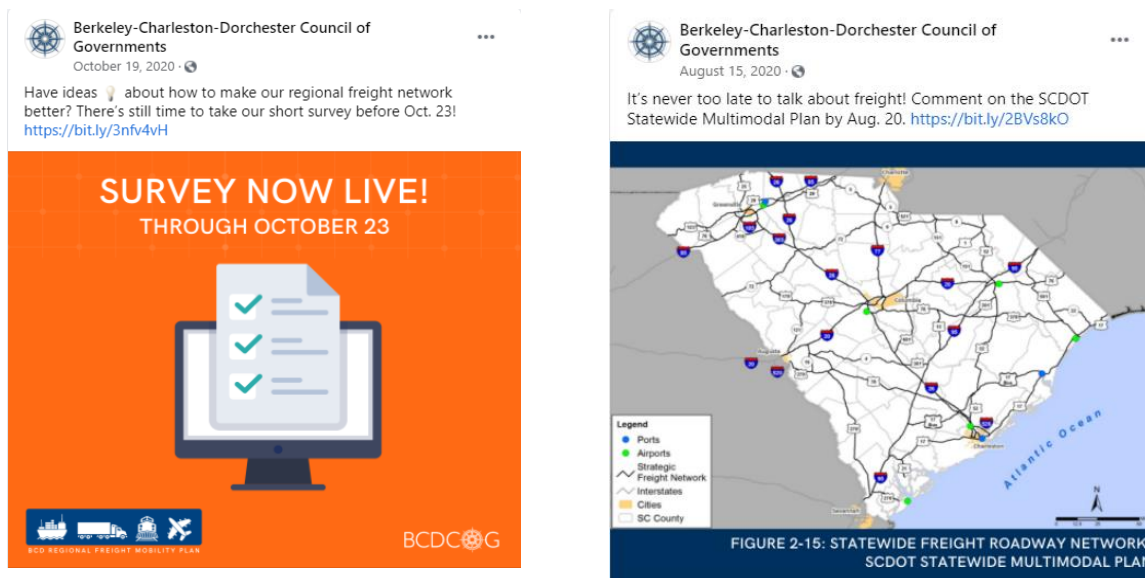 Berkeley-Charleston-Dorchester Council of
Governments
October 19, 2020 ·
Have ideas 💡 about how to make our regional freight network
better? There's still time to take our short survey before Oct. 23!
https://bit.ly/3nfv4vH
SURVEY NOW LIVE!
THROUGH OCTOBER 23
BCD REGIONAL FREIGHT MOBILITY PLAN
BCDCOG
Berkeley-Charleston-Dorchester Council of
Governments
August 15, 2020 ·
It's never too late to talk about freight! Comment on the SCDOT
Statewide Multimodal Plan by Aug. 20. https://bit.ly/2BVs8kO
Charlotte
Greenville
Columbia
Augusta
Charleston
Savannah
Atlantic Ocean
N
Legend
Ports
Airports
Strategic
Freight Network
Interstates
Cities
SC County
FIGURE 2-15: STATEWIDE FREIGHT ROADWAY NETWORK
SCDOT STATEWIDE MULTIMODAL PLAN